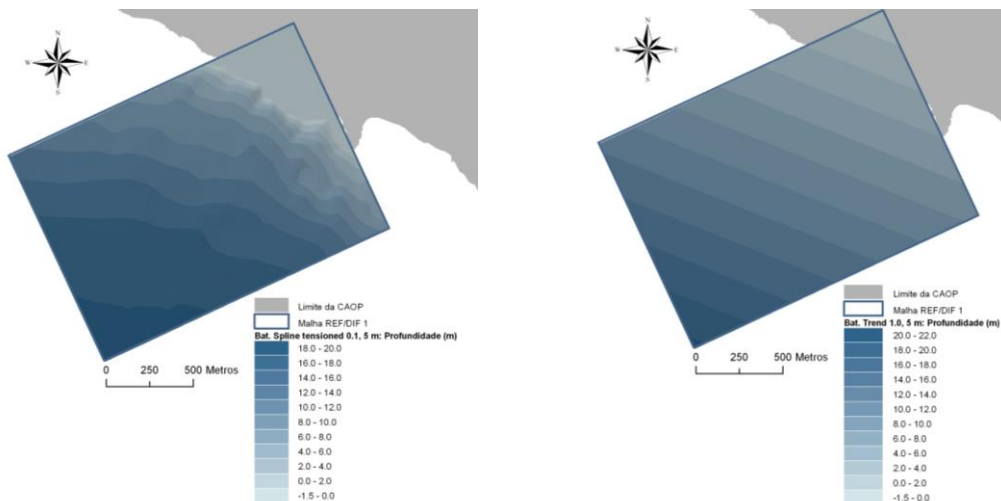 N
W E
S
Limite da CAOP
Malha REF/DIF 1
Bat. Spline tensioned 0.1, 5 m: Profundidade (m)
18.0 - 20.0
16.0 - 18.0
14.0 - 16.0
12.0 - 14.0
10.0 - 12.0
8.0 - 10.0
6.0 - 8.0
4.0 - 6.0
2.0 - 4.0
0.0 - 2.0
-1.5 - 0.0
0 250 500 Metros
N
W E
S
Limite da CAOP
Malha REF/DIF 1
Bat. Trend 1.0, 5 m: Profundidade (m)
20.0 - 22.0
18.0 - 20.0
16.0 - 18.0
14.0 - 16.0
12.0 - 14.0
10.0 - 12.0
8.0 - 10.0
6.0 - 8.0
4.0 - 6.0
2.0 - 4.0
0.0 - 2.0
-1.5 - 0.0
0 250 500 Metros